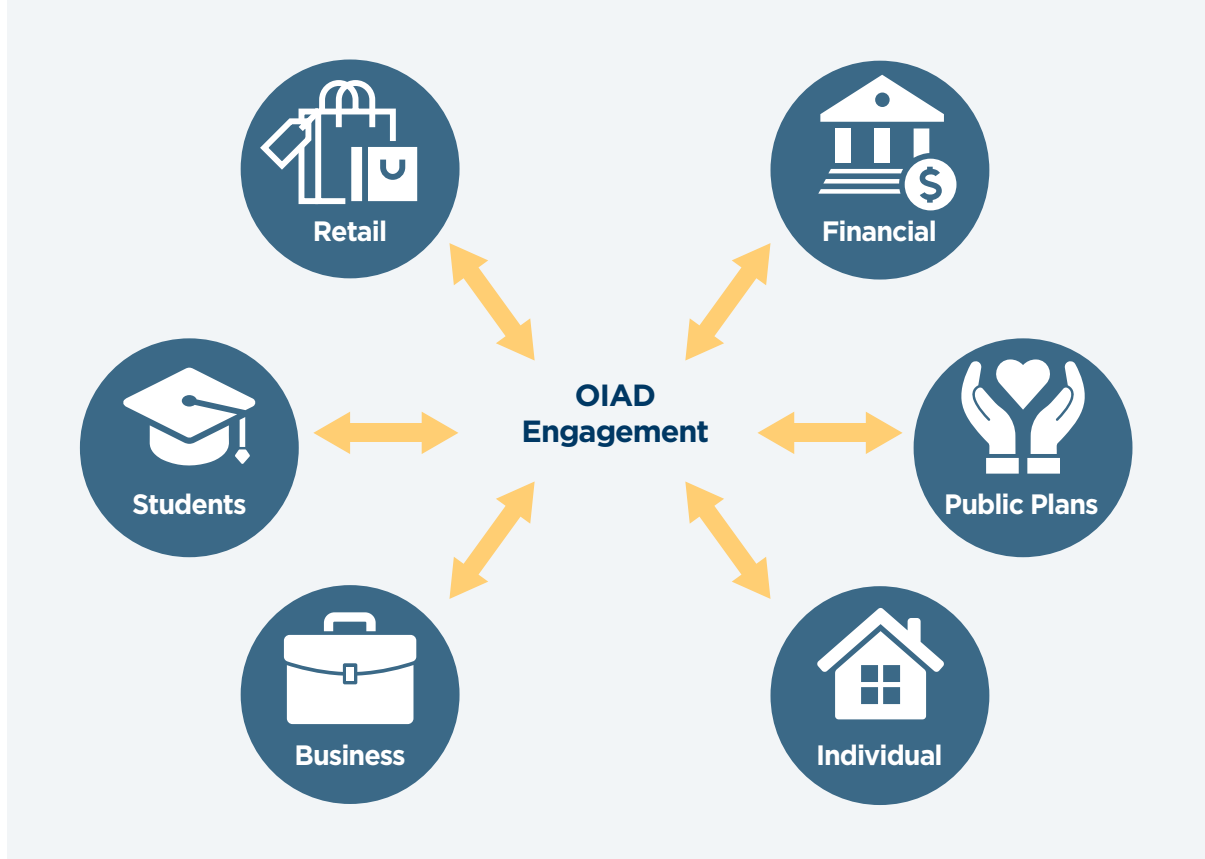 Retail
Financial
OIAD
Engagement
Students
Public Plans
Business
Individual
$